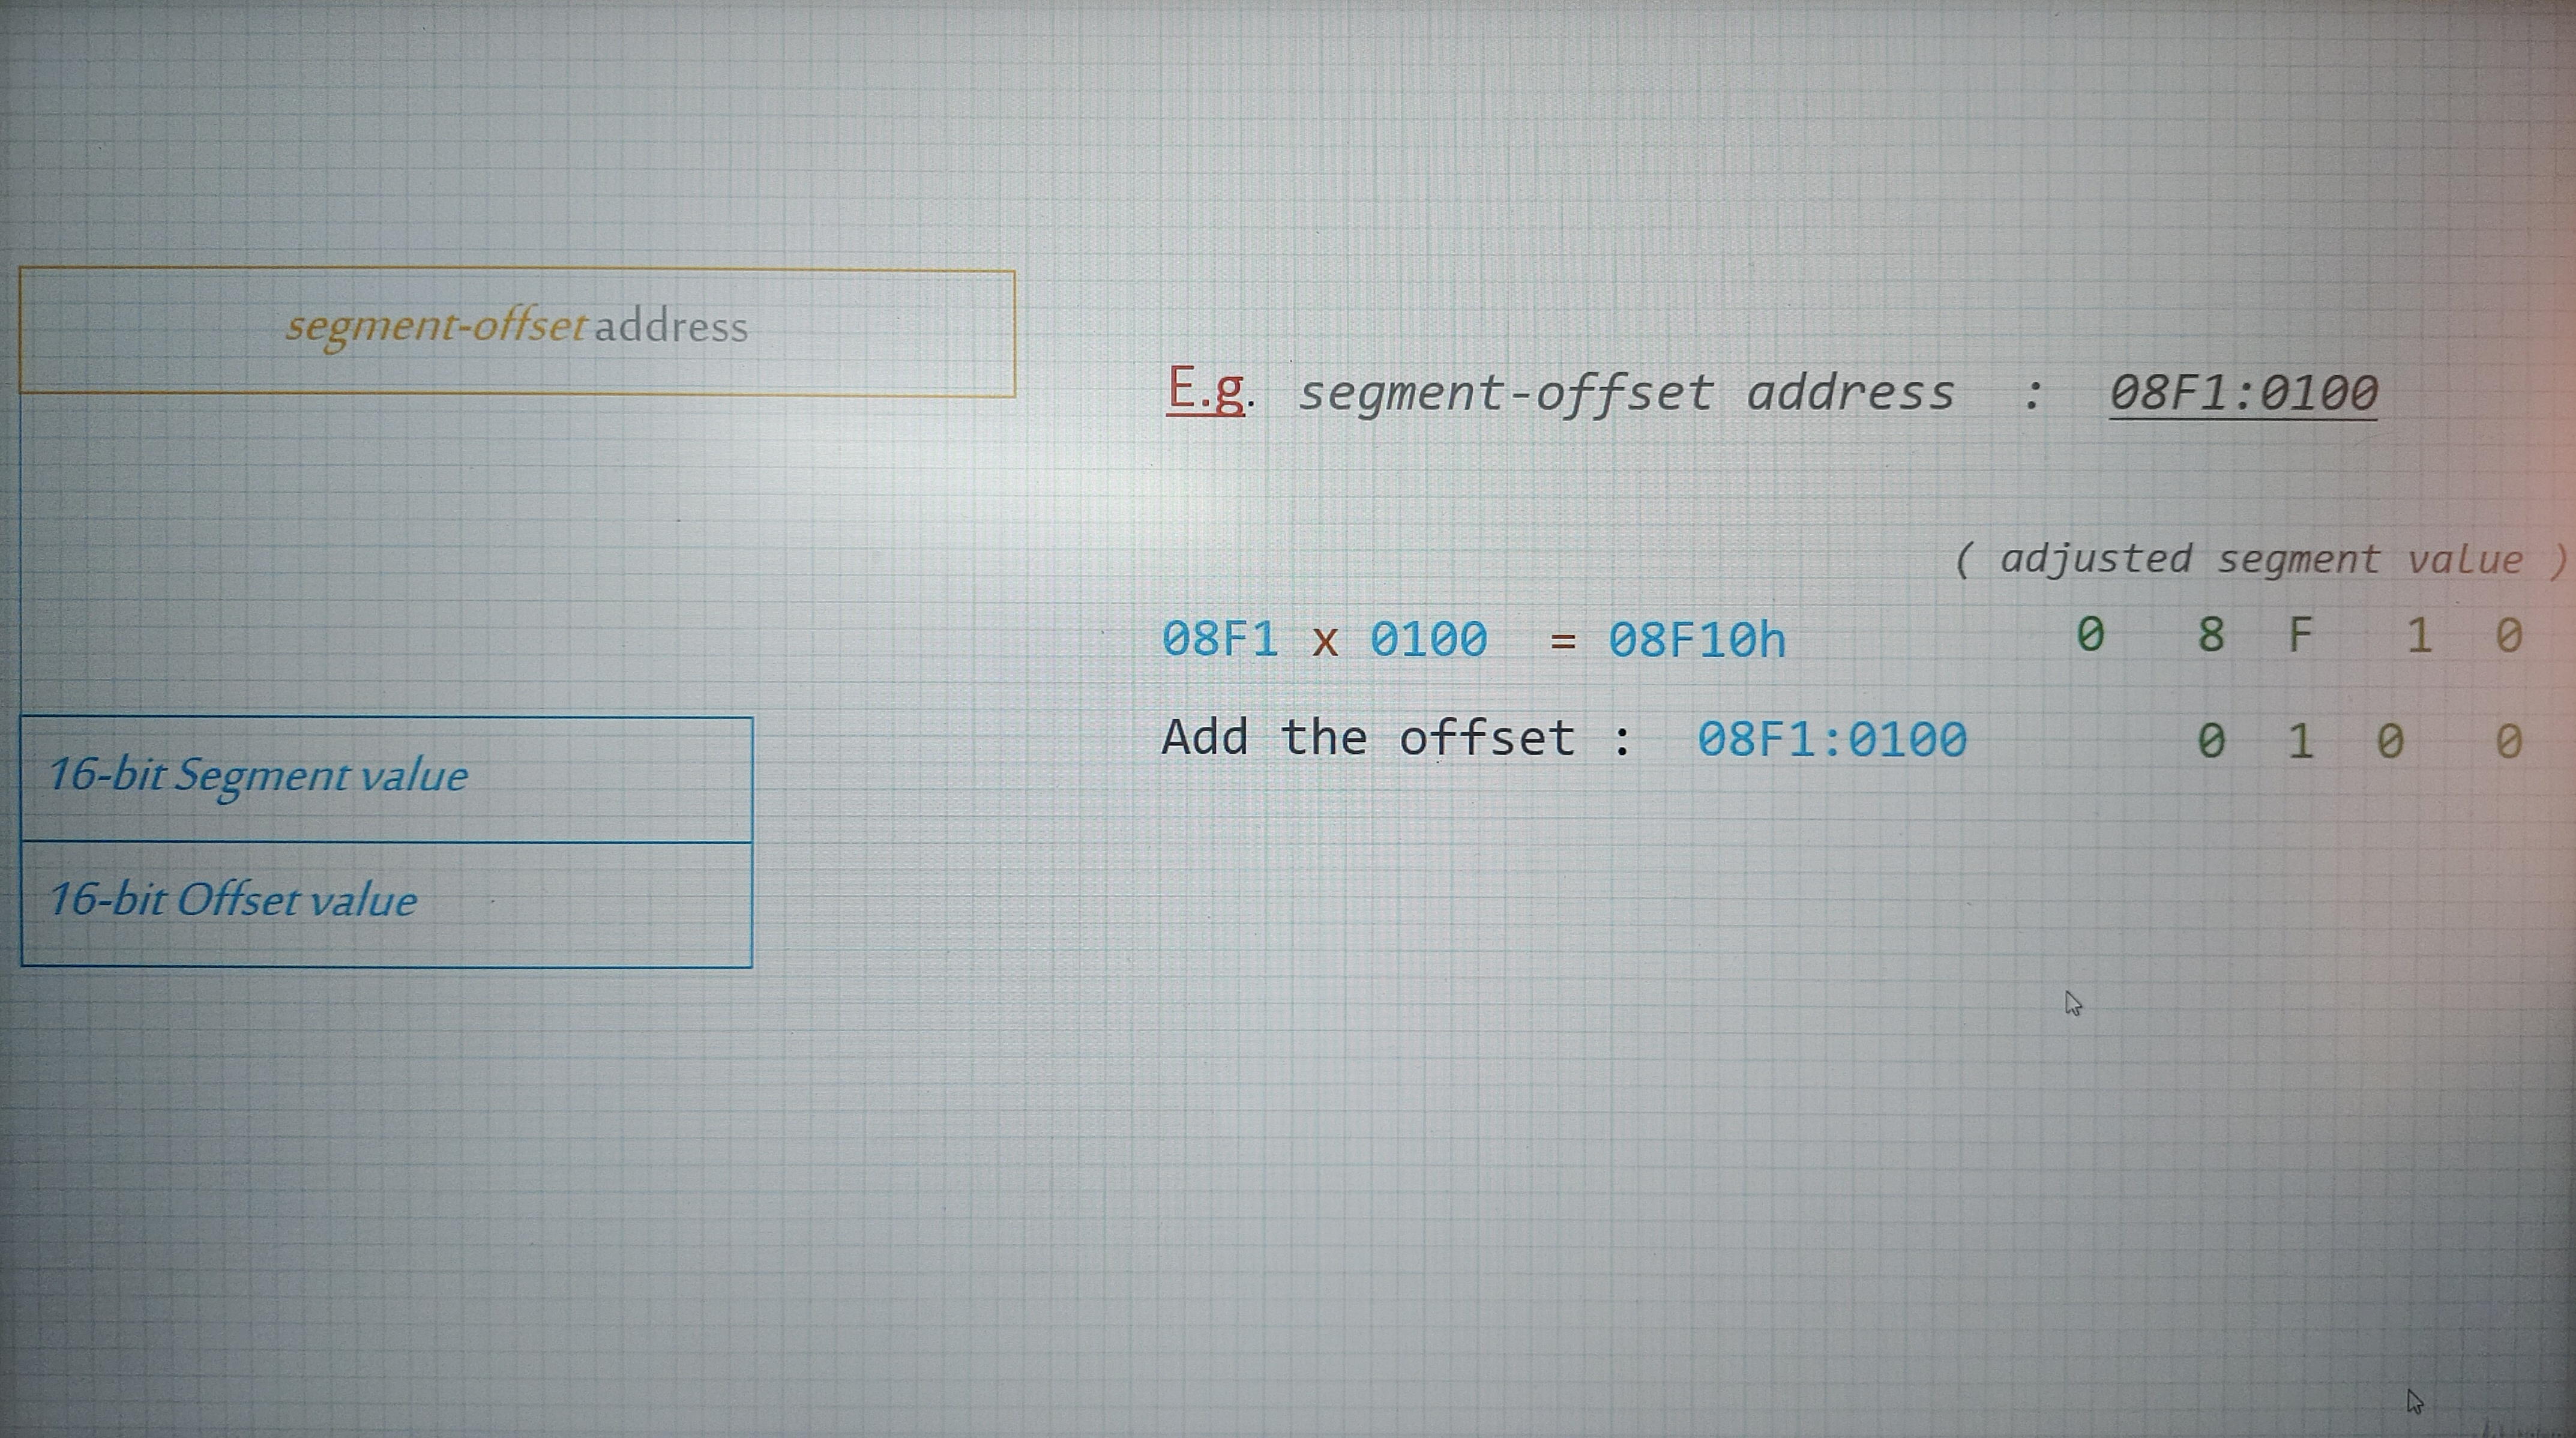 segment-offset address
E.g. segment-offset address : 08F1:0100
( adjusted segment value )
08F1 x 0100 = 08F10h 0 8 F 1 0
Add the offset : 08F1:0100 0 1 0 0
16-bit Segment value
16-bit Offset value